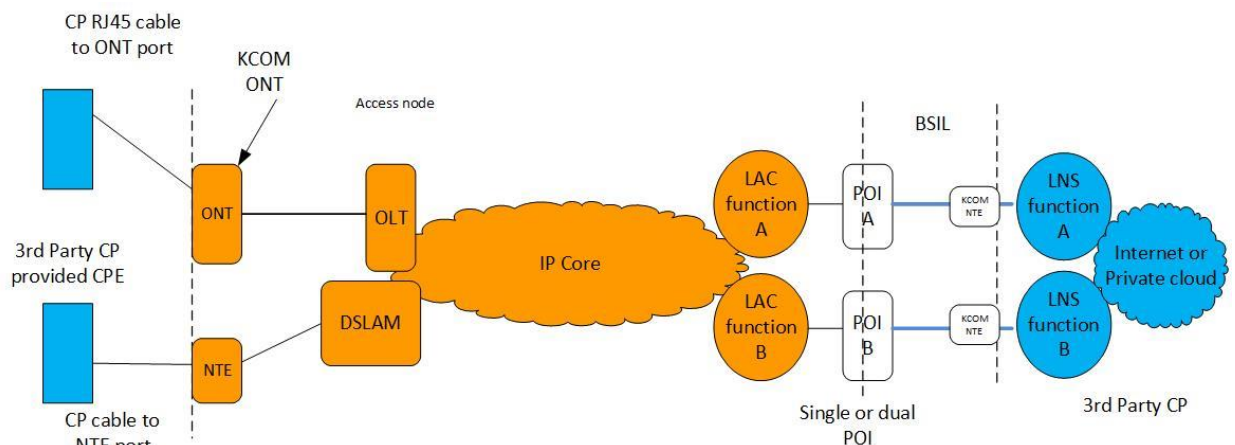 CP RJ45 cable
to ONT port
KCOM
ONT
Access node
BSIL
ONT
OLT
LAC
function
A
POI
A
KCOM
NTE
LNS
function
A
3rd Party CP
provided CPE
IP Core
Internet or
Private cloud
DSLAM
NTE
LAC
function
B
POI
B
KCOM
NTE
LNS
function
B
CP cable to
NTE port
Single or dual
POI
3rd Party CP